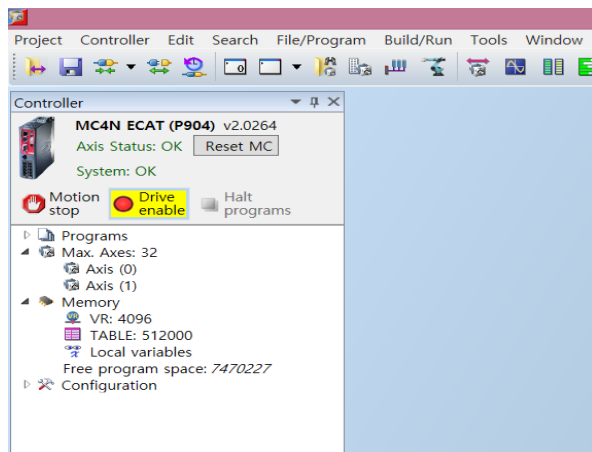 Project Controller Edit Search File/Program Build/Run Tools Window
Controller
MC4N ECAT (P904) v2.0264
Axis Status: OK Reset MC
System: OK
Motion stop Drive enable Halt programs
Programs
Max. Axes: 32
Axis (0)
Axis (1)
Memory
VR: 4096
TABLE: 512000
Local variables
Free program space: 7470227
Configuration